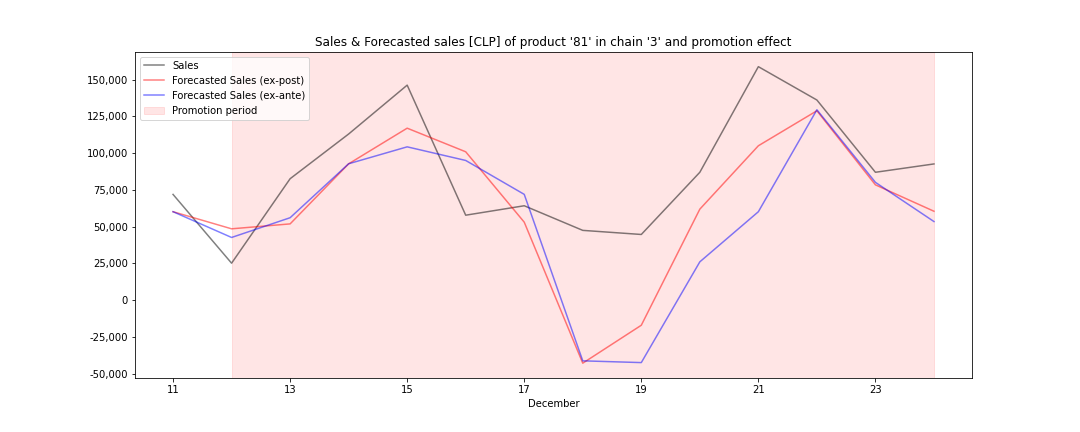 Sales & Forecasted sales [CLP] of product '81' in chain '3' and promotion effect
Sales
Forecasted Sales (ex-post)
Forecasted Sales (ex-ante)
Promotion period
150,000
125,000
100,000
75,000
50,000
25,000
0
-25,000
-50,000
11 13 15 17 19 21 23
December